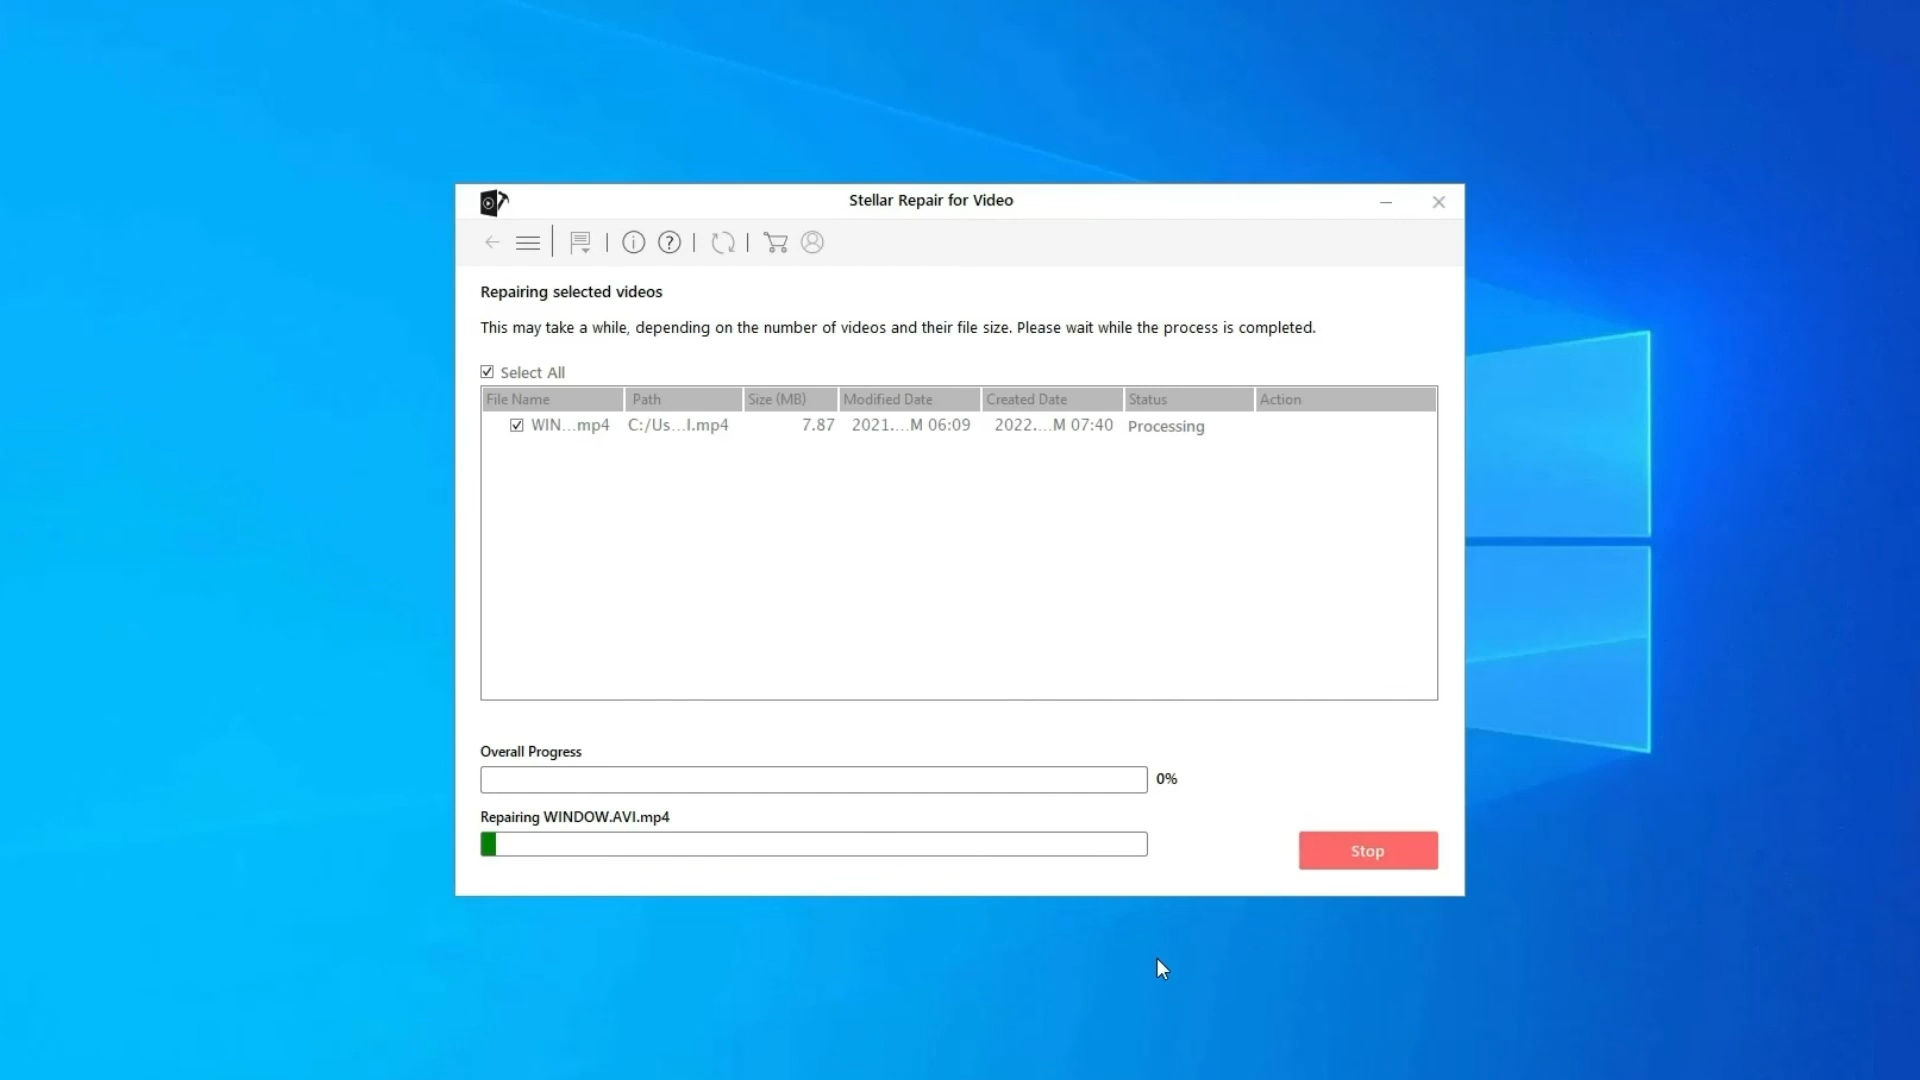 Stellar Repair for Video
Repairing selected videos
This may take a while, depending on the number of videos and their file size. Please wait while the process is completed.
Select All
File Name Path Size (MB) Modified Date Created Date Status Action
WIN...mp4 C:/Us...I.mp4 7.87 2021....M 06:09 2022....M 07:40 Processing
Overall Progress
0%
Repairing WINDOW.AVI.mp4
Stop